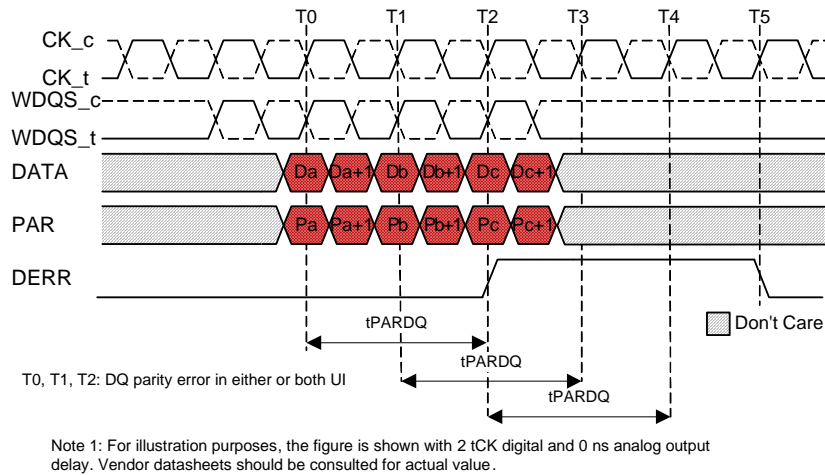 T0 T1 T2 T3 T4 T5
CK_c
CK_t
WDQS_c
WDQS_t
DATA Da Da+1 Db Db+1 Dc Dc+1
PAR Pa Pa+1 Pb Pb+1 Pc Pc+1
DERR
Don't Care
tPARDQ
tPARDQ
T0, T1, T2: DQ parity error in either or both UI
tPARDQ
Note 1: For illustration purposes, the figure is shown with 2 tCK digital and 0 ns analog output
delay. Vendor datasheets should be consulted for actual value.